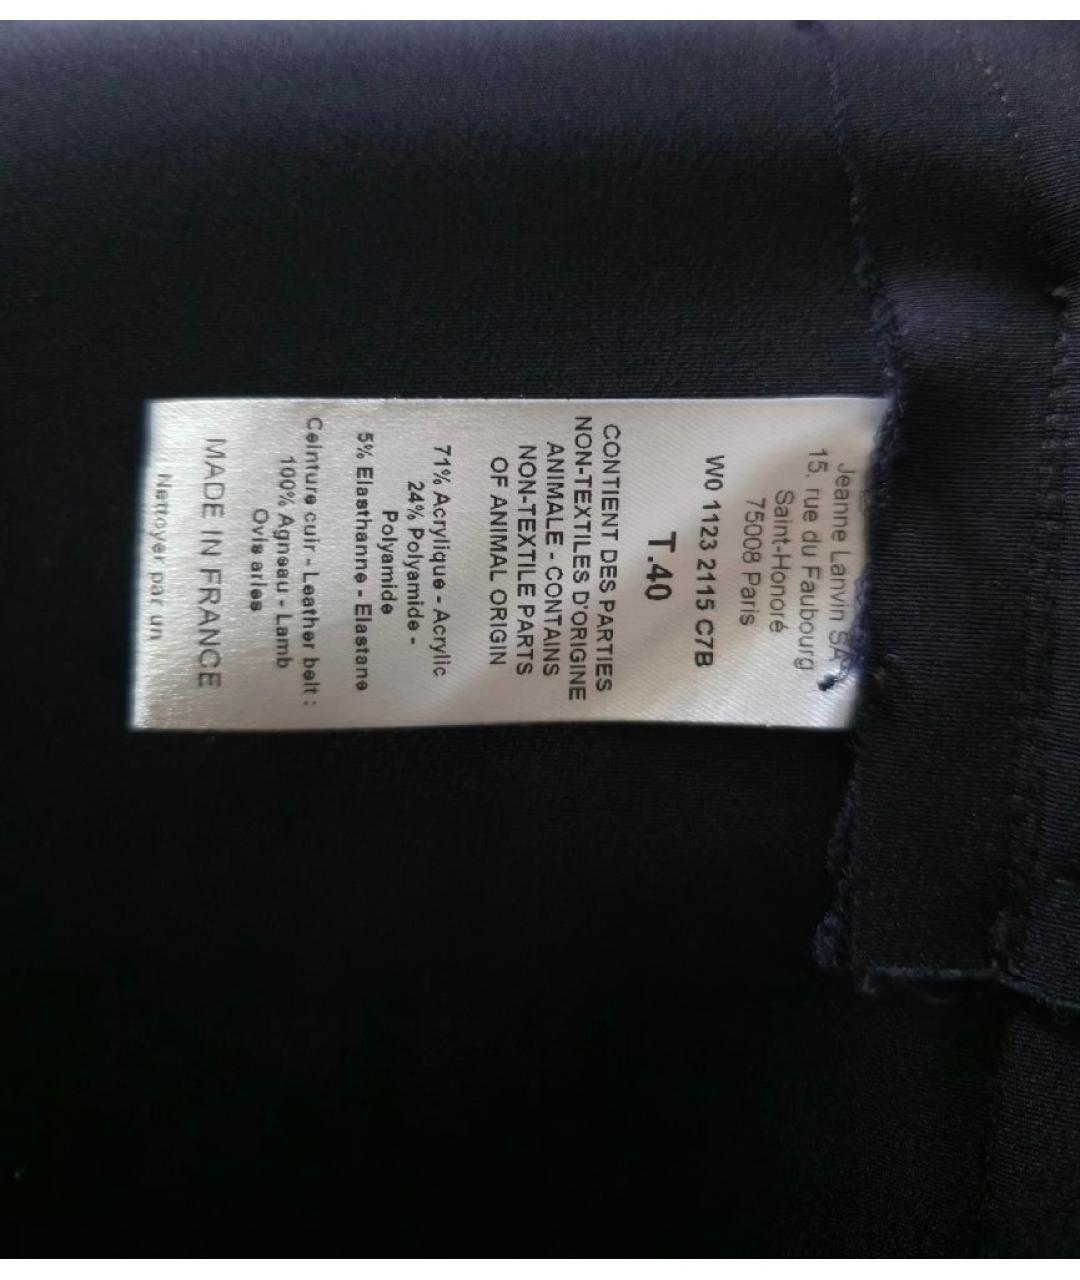 Jeanne Lanvin SA
15, rue du Faubourg
Saint-Honoré
75008 Paris
W0 1123 2115 C7B
T.40
CONTIENT DES PARTIES
NON-TEXTILES D'ORIGINE
ANIMALE - CONTAINS
NON-TEXTILE PARTS
OF ANIMAL ORIGIN
71% Acrylique - Acrylic
24% Polyamide -
Polyamide
5% Elasthanne - Elastane
Ceinture cuir - Leather belt :
100% Agneau - Lamb
Ovis aries
MADE IN FRANCE
Nettoyer par un